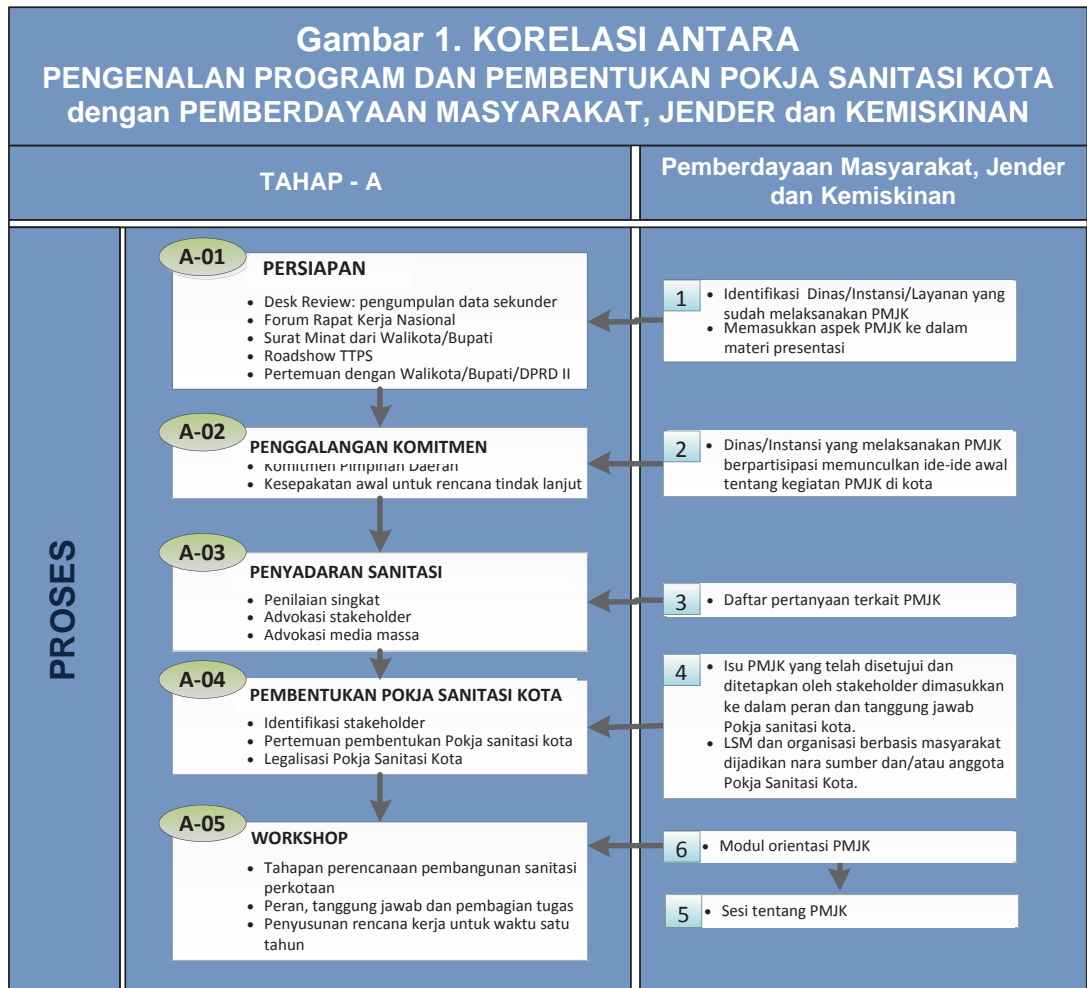 Gambar 1. KORELASI ANTARA
PENGENALAN PROGRAM DAN PEMBENTUKAN POKJA SANITASI KOTA
dengan PEMBERDAYAAN MASYARAKAT, JENDER dan KEMISKINAN
TAHAP - A
Pemberdayaan Masyarakat, Jender
dan Kemiskinan
PROSES
A-01
PERSIAPAN
• Desk Review: pengumpulan data sekunder
• Forum Rapat Kerja Nasional
• Surat Minat dari Walikota/Bupati
• Roadshow TTPS
• Pertemuan dengan Walikota/Bupati/DPRD II
1
• Identifikasi Dinas/Instansi/Layanan yang
sudah melaksanakan PMJK
• Memasukkan aspek PMJK ke dalam
materi presentasi
A-02
PENGGALANGAN KOMITMEN
• Komitmen Pimpinan Daerah
• Kesepakatan awal untuk rencana tindak lanjut
2
• Dinas/Instansi yang melaksanakan PMJK
berpartisipasi memunculkan ide-ide awal
tentang kegiatan PMJK di kota
A-03
PENYADARAN SANITASI
• Penilaian singkat
• Advokasi stakeholder
• Advokasi media massa
3
• Daftar pertanyaan terkait PMJK
A-04
PEMBENTUKAN POKJA SANITASI KOTA
• Identifikasi stakeholder
• Pertemuan pembentukan Pokja sanitasi kota
• Legalisasi Pokja Sanitasi Kota
4
• Isu PMJK yang telah disetujui dan
ditetapkan oleh stakeholder dimasukkan
ke dalam peran dan tanggung jawab
Pokja sanitasi kota.
• LSM dan organisasi berbasis masyarakat
dijadikan nara sumber dan/atau anggota
Pokja Sanitasi Kota.
A-05
WORKSHOP
• Tahapan perencanaan pembangunan sanitasi
perkotaan
• Peran, tanggung jawab dan pembagian tugas
• Penyusunan rencana kerja untuk waktu satu
tahun
6
• Modul orientasi PMJK
5
• Sesi tentang PMJK